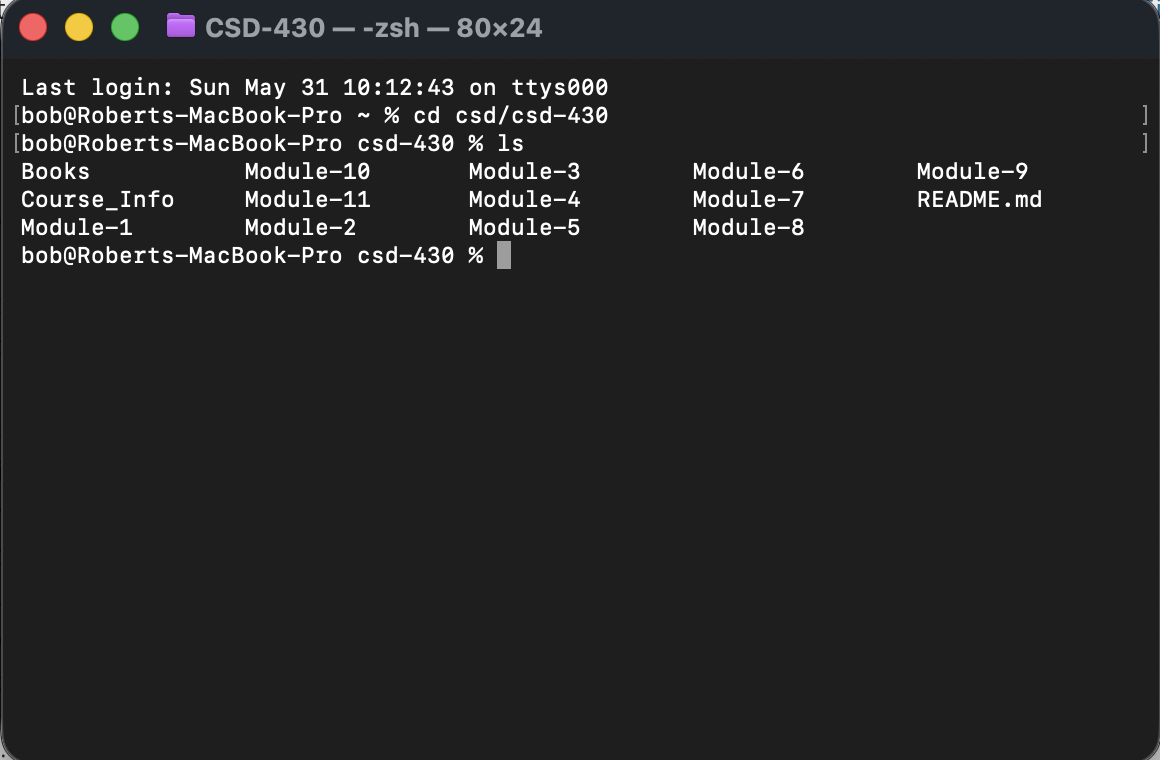 CSD-430 — -zsh — 80×24
Last login: Sun May 31 10:12:43 on ttys000
[bob@Roberts-MacBook-Pro ~ % cd csd/csd-430 ]
[bob@Roberts-MacBook-Pro csd-430 % ls ]
Books Module-10 Module-3 Module-6 Module-9
Course_Info Module-11 Module-4 Module-7 README.md
Module-1 Module-2 Module-5 Module-8
bob@Roberts-MacBook-Pro csd-430 %